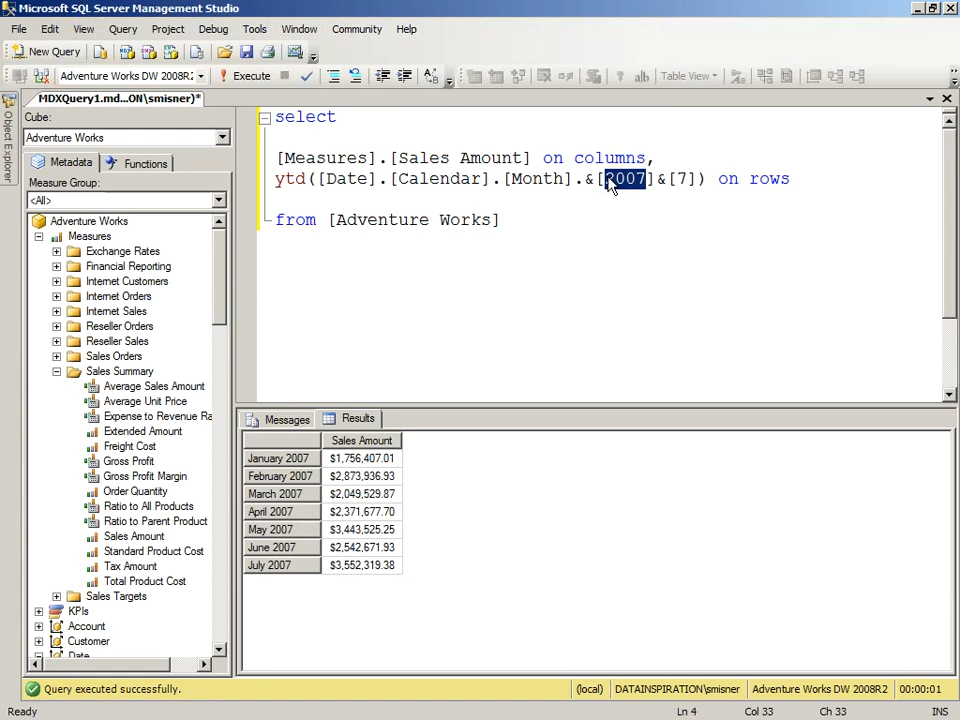 Microsoft SQL Server Management Studio
File Edit View Query Project Debug Tools Window Community Help
New Query
Adventure Works DW 2008R2 Execute Table View
Object Explorer
MDXQuery1.md...ON\smisner)*
Cube:
Adventure Works
Metadata Functions
Measure Group:
<All>
Adventure Works
Measures
Exchange Rates
Financial Reporting
Internet Customers
Internet Orders
Internet Sales
Reseller Orders
Reseller Sales
Sales Orders
Sales Summary
Average Sales Amount
Average Unit Price
Expense to Revenue Ra
Extended Amount
Freight Cost
Gross Profit
Gross Profit Margin
Order Quantity
Ratio to All Products
Ratio to Parent Product
Sales Amount
Standard Product Cost
Tax Amount
Total Product Cost
Sales Targets
KPIs
Account
Customer
Date
select
[Measures].[Sales Amount] on columns,
ytd([Date].[Calendar].[Month].&[2007]&[7]) on rows
from [Adventure Works]
Messages Results
Sales Amount
January 2007 $1,756,407.01
February 2007 $2,873,936.93
March 2007 $2,049,529.87
April 2007 $2,371,677.70
May 2007 $3,443,525.25
June 2007 $2,542,671.93
July 2007 $3,552,319.38
Query executed successfully. (local) DATAINSPIRATION\smisner Adventure Works DW 2008R2 00:00:01
Ready Ln 4 Col 33 Ch 33 INS